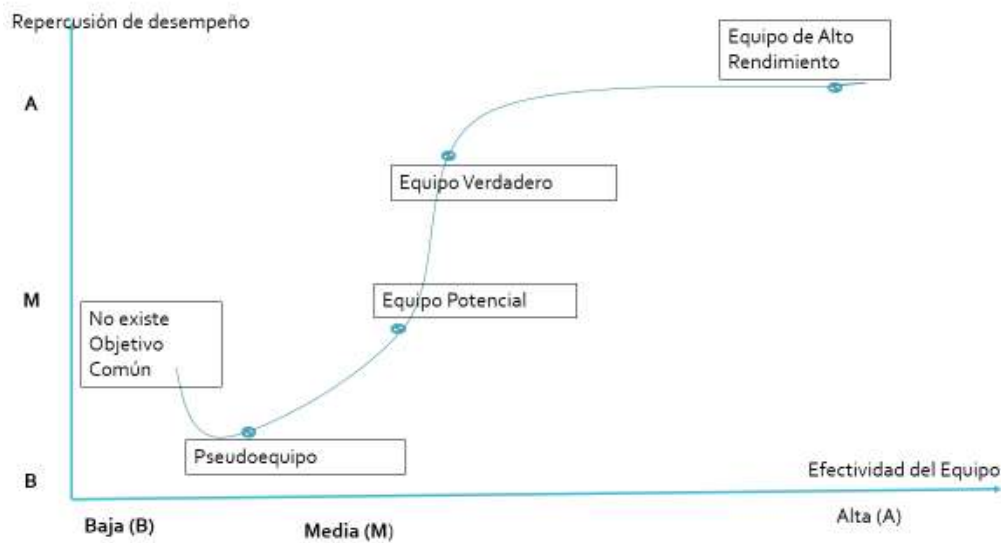 Repercusión de desempeño
Equipo de Alto
Rendimiento
A
Equipo Verdadero
M
Equipo Potencial
No existe
Objetivo
Común
Pseudoequipo
B
Efectividad del Equipo
Baja (B)
Media (M)
Alta (A)